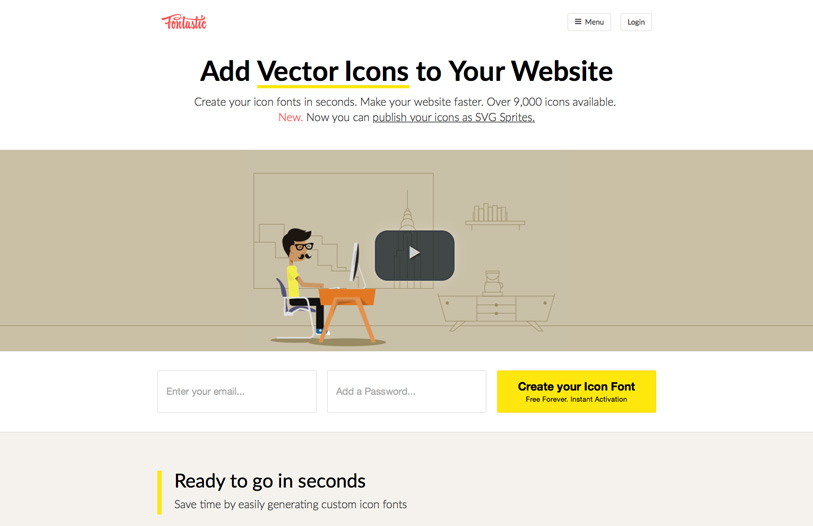 Fontastic
Menu
Login
Add Vector Icons to Your Website
Create your icon fonts in seconds. Make your website faster. Over 9,000 icons available.
New. Now you can publish your icons as SVG Sprites.
Enter your email...
Add a Password...
Create your Icon Font
Free Forever. Instant Activation
Ready to go in seconds
Save time by easily generating custom icon fonts